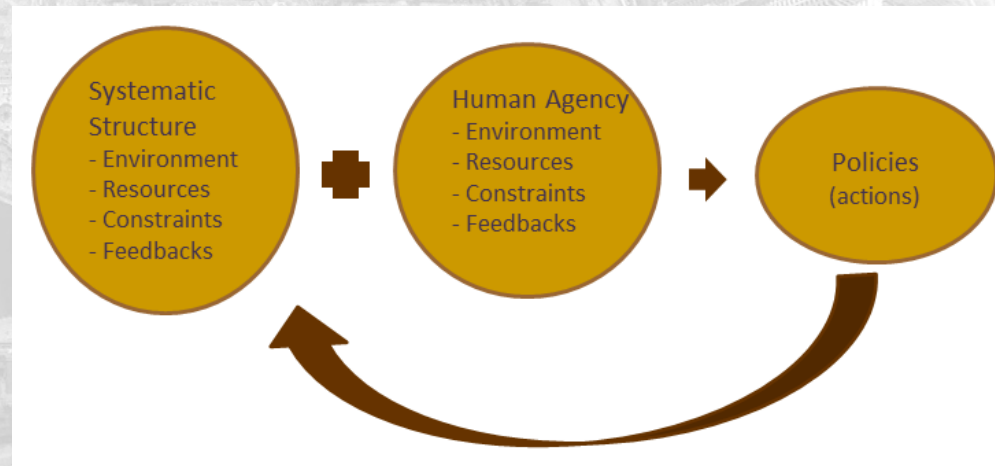 Systematic
Structure
- Environment
- Resources
- Constraints
- Feedbacks
Human Agency
- Environment
- Resources
- Constraints
- Feedbacks
Policies
(actions)